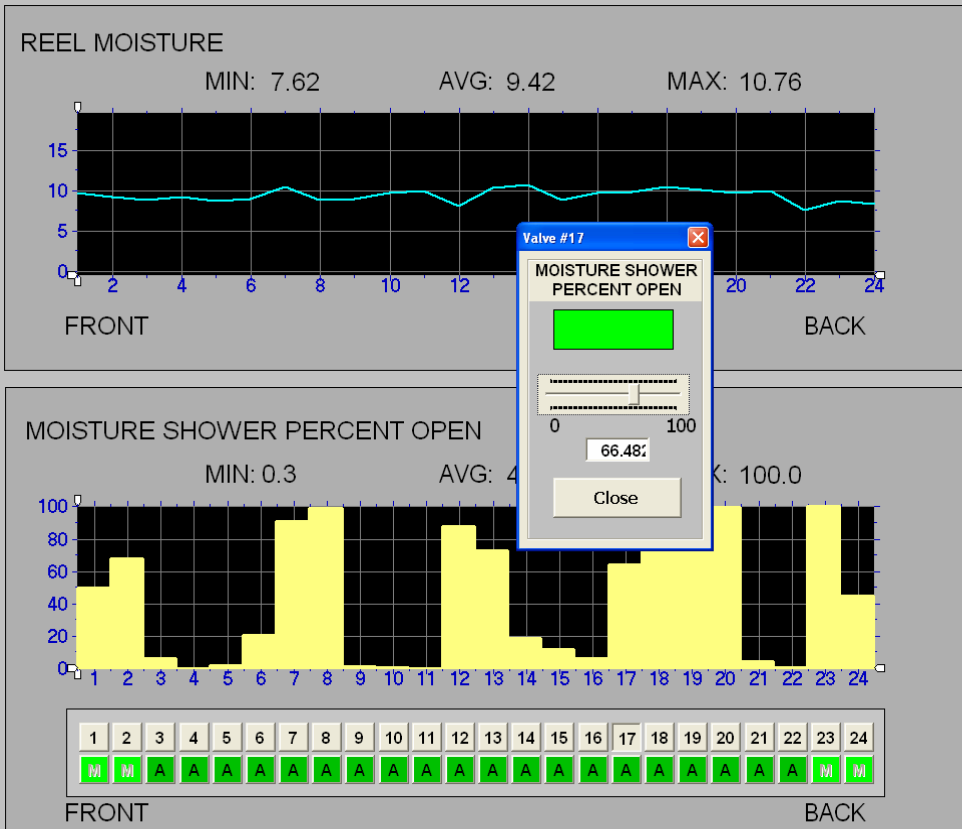 REEL MOISTURE
MIN: 7.62 AVG: 9.42 MAX: 10.76
15
10
5
0
2 4 6 8 10 12 20 22 24
FRONT BACK
Valve #17
MOISTURE SHOWER
PERCENT OPEN
0 100
66.482
Close
MOISTURE SHOWER PERCENT OPEN
MIN: 0.3 AVG: 4 X: 100.0
100
80
60
40
20
0
1 2 3 4 5 6 7 8 9 10 11 12 13 14 15 16 17 18 19 20 21 22 23 24
1 2 3 4 5 6 7 8 9 10 11 12 13 14 15 16 17 18 19 20 21 22 23 24
M M A A A A A A A A A A A A A A A A A A A A M M
FRONT BACK